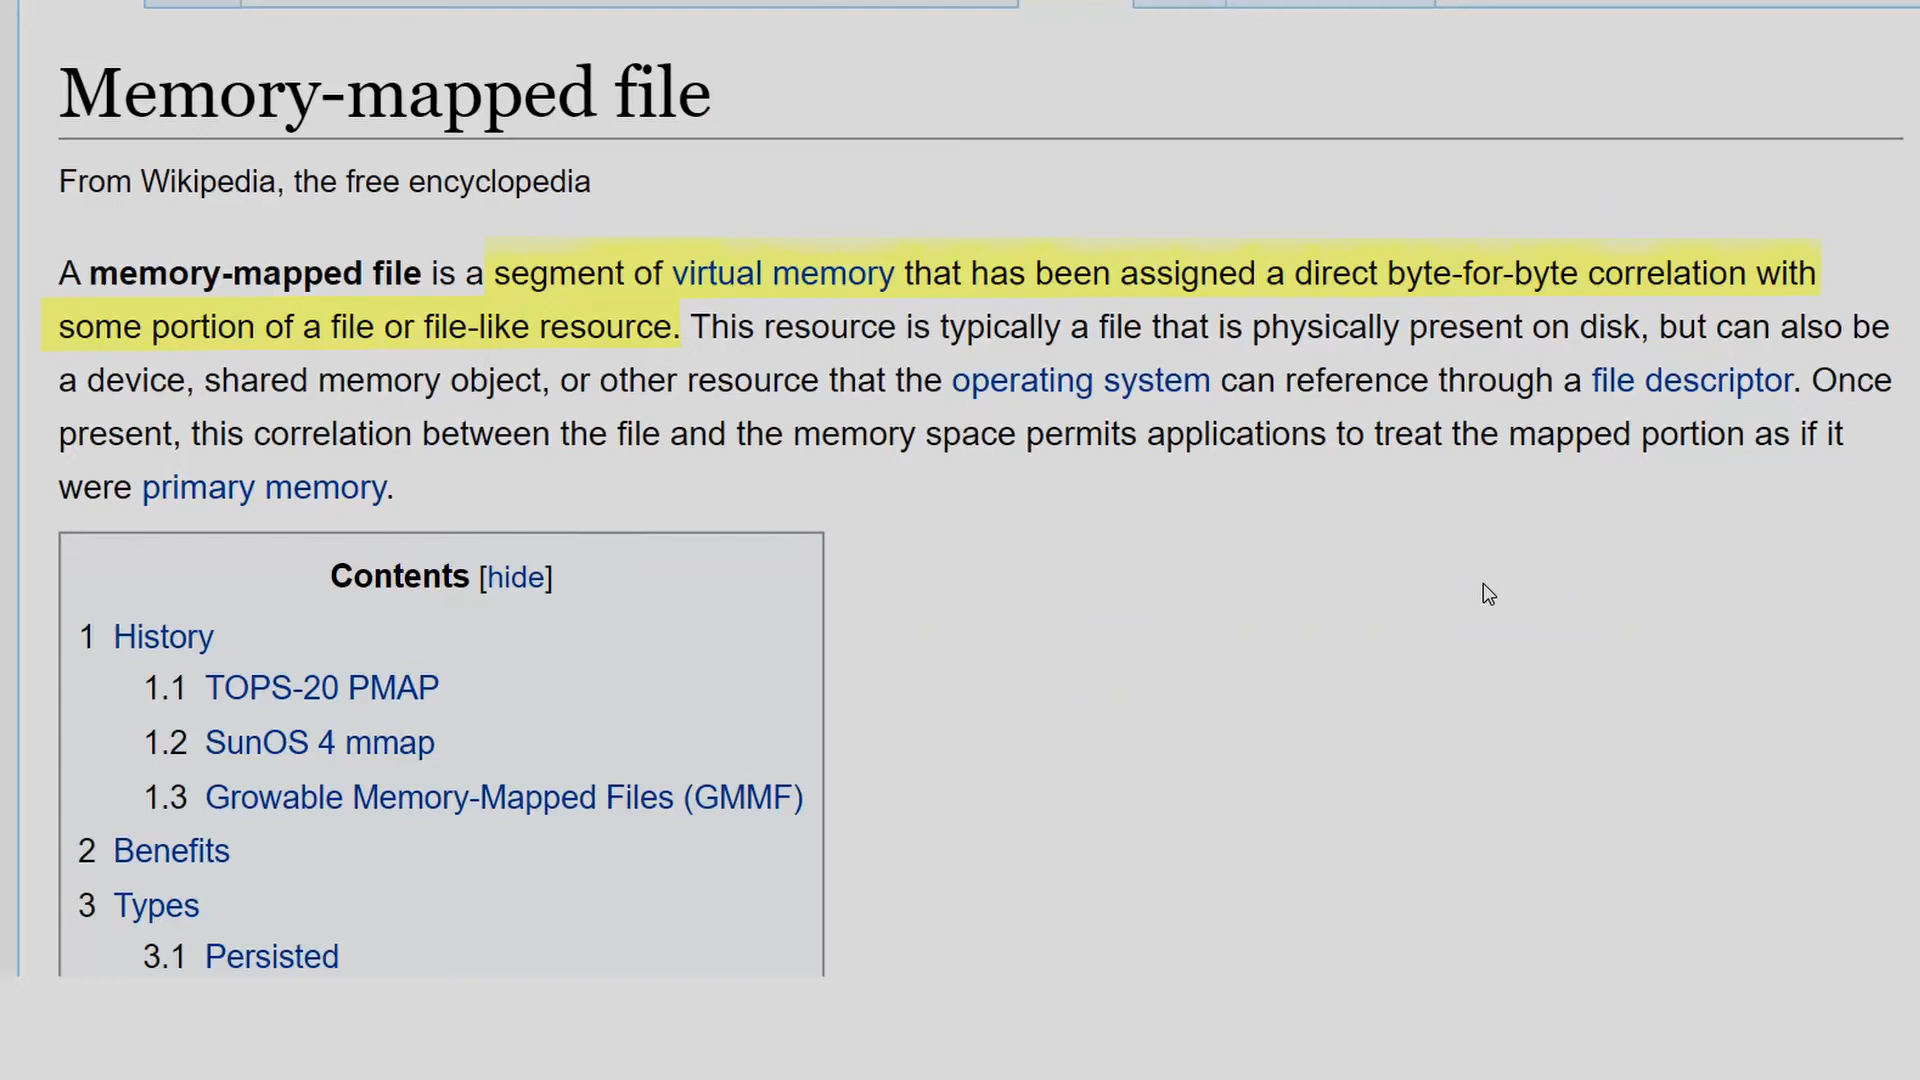 Memory-mapped file
From Wikipedia, the free encyclopedia
A memory-mapped file is a segment of virtual memory that has been assigned a direct byte-for-byte correlation with
some portion of a file or file-like resource. This resource is typically a file that is physically present on disk, but can also be
a device, shared memory object, or other resource that the operating system can reference through a file descriptor. Once
present, this correlation between the file and the memory space permits applications to treat the mapped portion as if it
were primary memory.
Contents [hide]
1 History
1.1 TOPS-20 PMAP
1.2 SunOS 4 mmap
1.3 Growable Memory-Mapped Files (GMMF)
2 Benefits
3 Types
3.1 Persisted